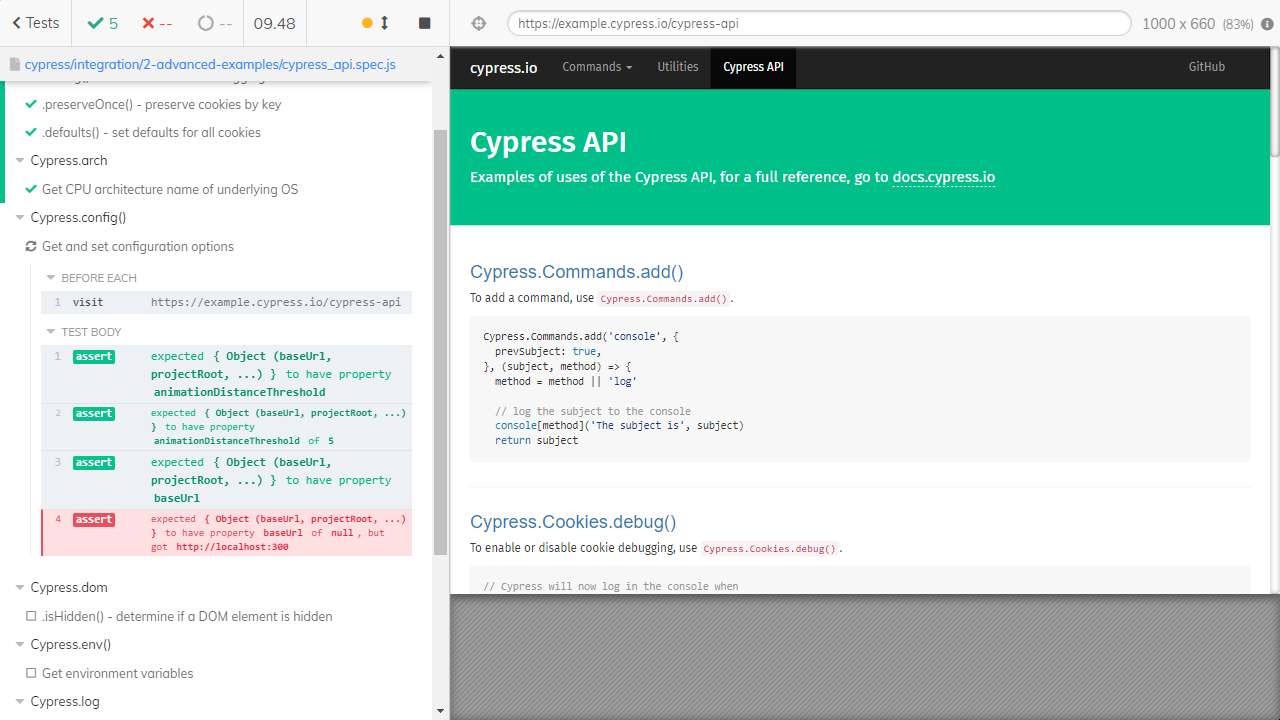 Tests
5
--
--
09.48
https://example.cypress.io/cypress-api
1000 x 660 (83%)
cypress/integration/2-advanced-examples/cypress_api.spec.js
.preserveOnce() - preserve cookies by key
.defaults() - set defaults for all cookies
Cypress.arch
Get CPU architecture name of underlying OS
Cypress.config()
Get and set configuration options
BEFORE EACH
1 visit https://example.cypress.io/cypress-api
TEST BODY
1 assert expected { Object (baseUrl,
projectRoot, ...) } to have property
animationDistanceThreshold
2 assert expected { Object (baseUrl, projectRoot, ...)
} to have property
animationDistanceThreshold of 5
3 assert expected { Object (baseUrl,
projectRoot, ...) } to have property
baseUrl
4 assert expected { Object (baseUrl, projectRoot, ...)
} to have property baseUrl of null, but
got http://localhost:300
Cypress.dom
.isHidden() - determine if a DOM element is hidden
Cypress.env()
Get environment variables
Cypress.log
cypress.io Commands Utilities Cypress API GitHub
Cypress API
Examples of uses of the Cypress API, for a full reference, go to docs.cypress.io
Cypress.Commands.add()
To add a command, use Cypress.Commands.add().
Cypress.Commands.add('console', {
prevSubject: true,
}, (subject, method) => {
method = method || 'log'
// log the subject to the console
console[method]('The subject is', subject)
return subject
Cypress.Cookies.debug()
To enable or disable cookie debugging, use Cypress.Cookies.debug().
// Cypress will now log in the console when